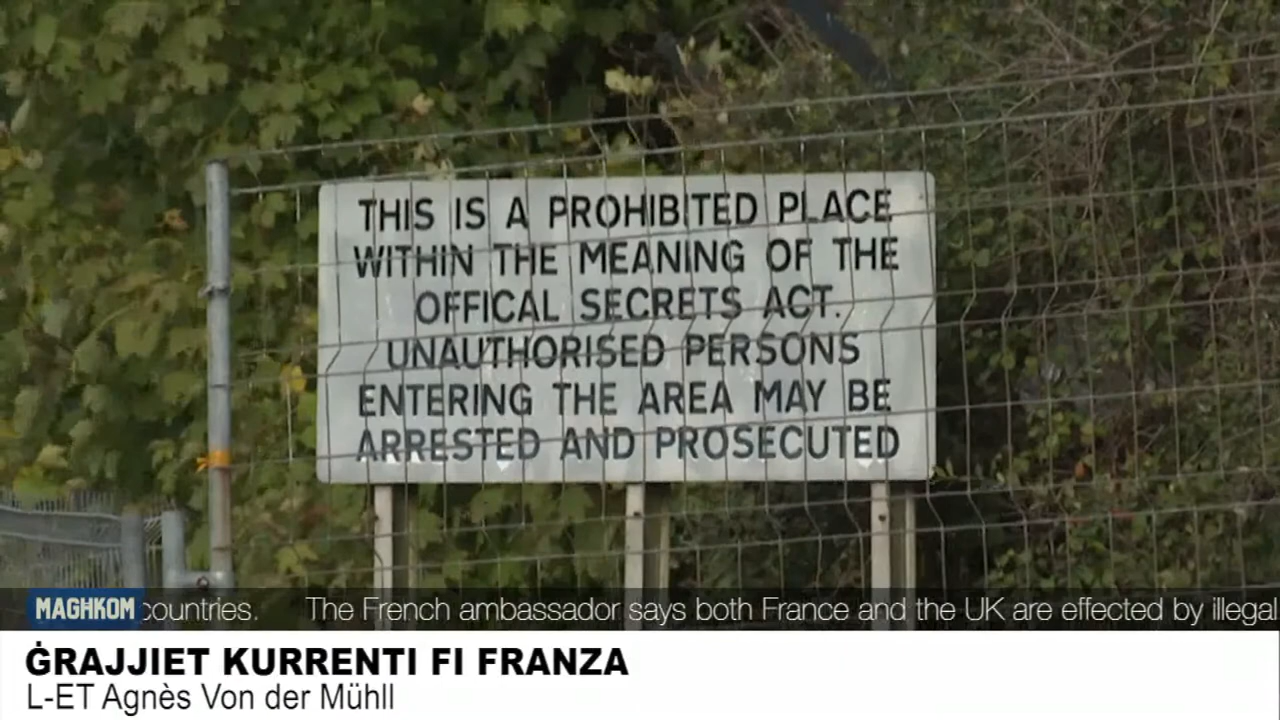 THIS IS A PROHIBITED PLACE
WITHIN THE MEANING OF THE
OFFICAL SECRETS ACT.
UNAUTHORISED PERSONS
ENTERING THE AREA MAY BE
ARRESTED AND PROSECUTED
MAGHKOM countries. The French ambassador says both France and the UK are effected by illegal
ĠRAJJIET KURRENTI FI FRANZA
L-ET Agnès Von der Mühll